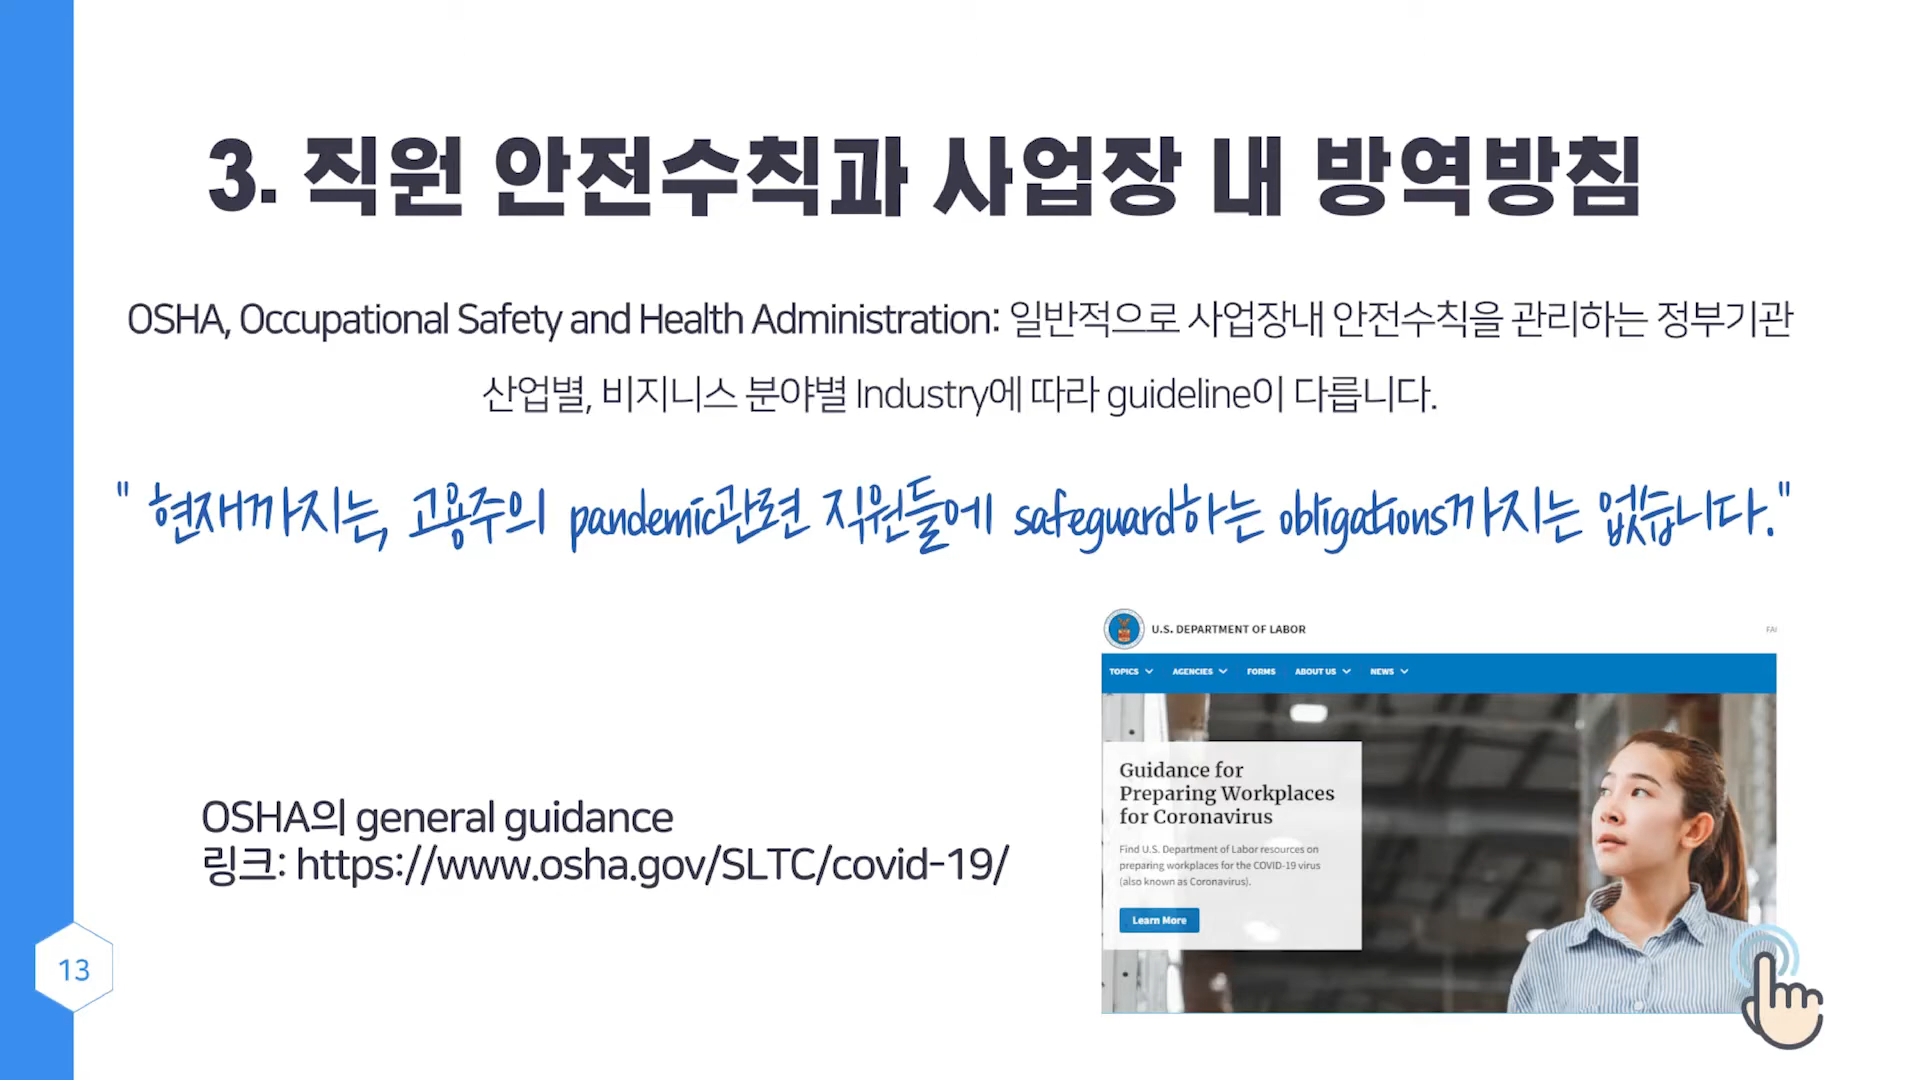 3. 직원 안전수칙과 사업장 내 방역방침
OSHA, Occupational Safety and Health Administration: 일반적으로 사업장내 안전수칙을 관리하는 정부기관
산업별, 비지니스 분야별 Industry에 따라 guideline이 다릅니다.
" 현재까지는, 고용주의 pandemic관련 직원들에 safeguard하는 obligations까지는 없습니다."
U.S. DEPARTMENT OF LABOR
FAI
TOPICS AGENCIES FORMS ABOUT US NEWS
Guidance for
Preparing Workplaces
for Coronavirus
Find U.S. Department of Labor resources on
preparing workplaces for the COVID-19 virus
(also known as Coronavirus).
Learn More
OSHA의 general guidance
링크: https://www.osha.gov/SLTC/covid-19/
13